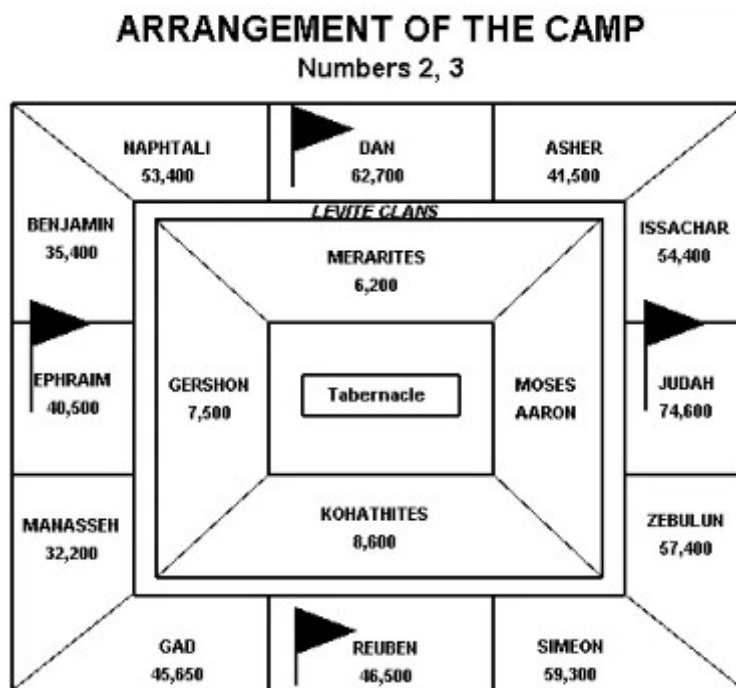 ARRANGEMENT OF THE CAMP
Numbers 2, 3
NAPHTALI
53,400
DAN
62,700
ASHER
41,500
BENJAMIN
35,400
LEVITE CLANS
ISSACHAR
54,400
MERARITES
6,200
EPHRAIM
40,500
GERSHON
7,500
Tabernacle
MOSES
AARON
JUDAH
74,600
MANASSEH
32,200
KOHATHITES
8,600
ZEBULUN
57,400
GAD
45,650
REUBEN
46,500
SIMEON
59,300